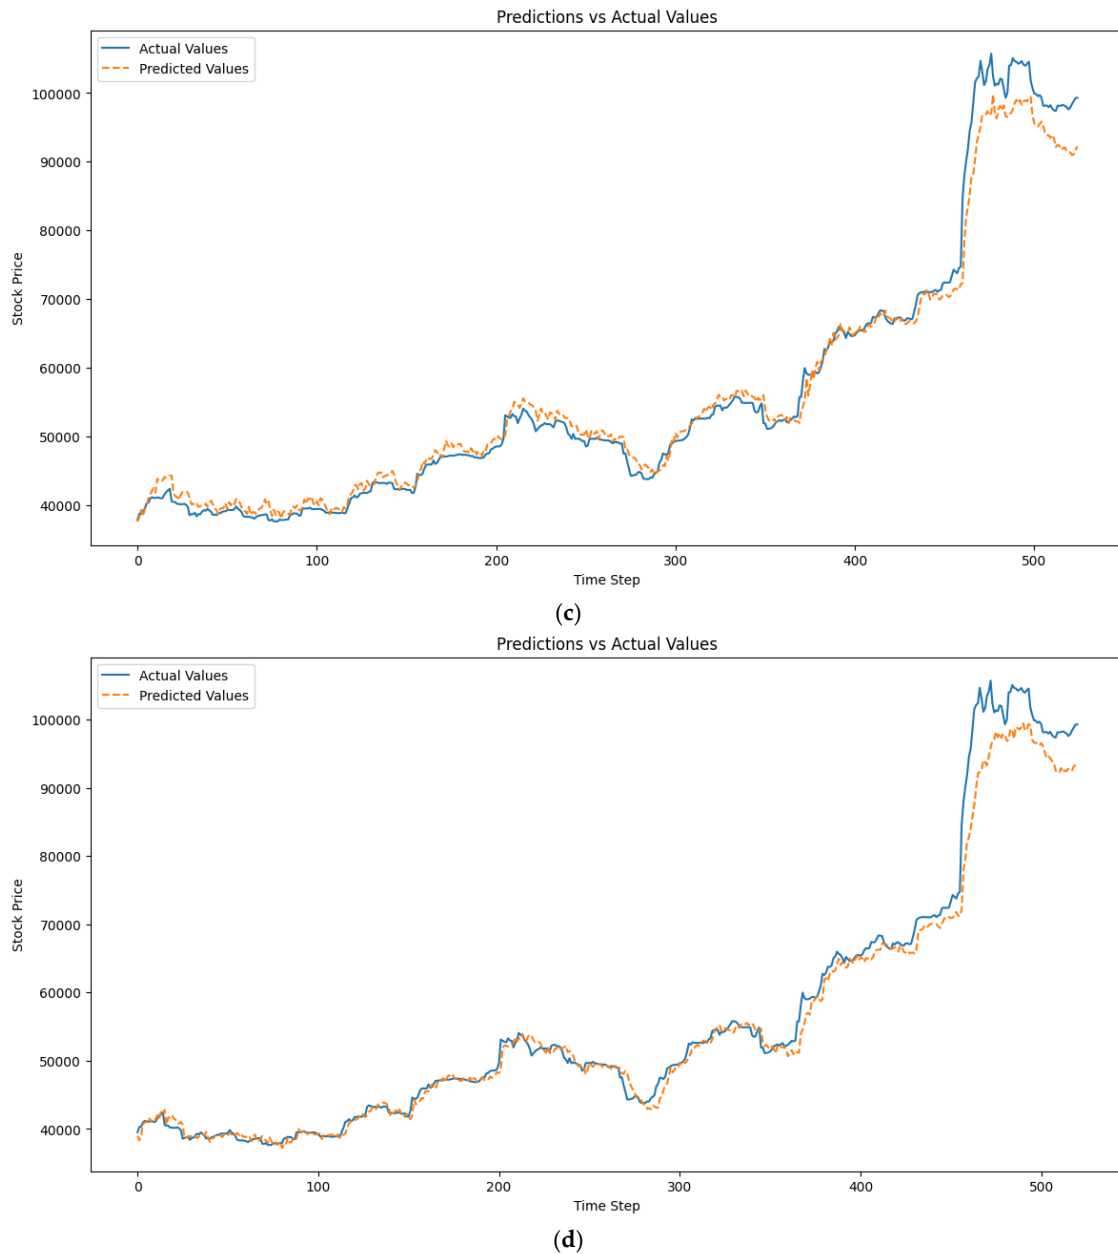 Predictions vs Actual Values
Actual Values
Predicted Values
100000
90000
80000
70000
60000
50000
40000
Stock Price
0 100 200 300 400 500
Time Step
(c)
Predictions vs Actual Values
Actual Values
Predicted Values
100000
90000
80000
70000
60000
50000
40000
Stock Price
0 100 200 300 400 500
Time Step
(d)